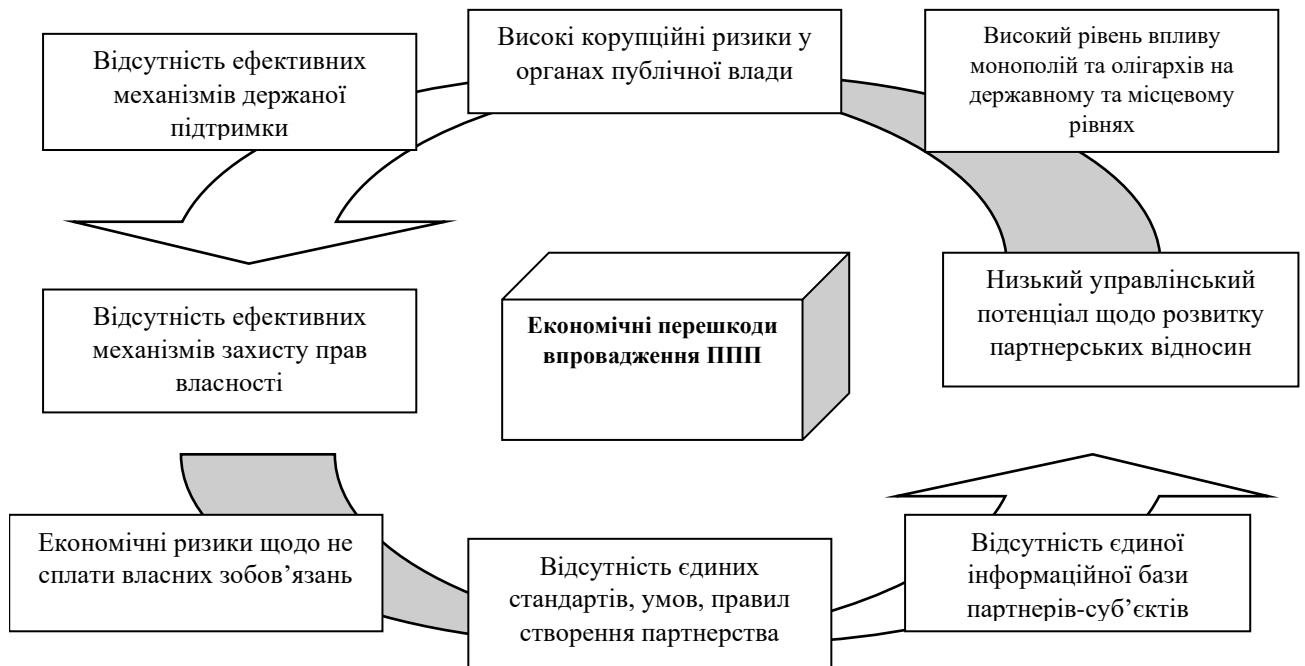 Відсутність ефективних
механізмів держаної
підтримки
Високі корупційні ризики у
органах публічної влади
Високий рівень впливу
монополій та олігархів на
державному та місцевому
рівнях
Відсутність ефективних
механізмів захисту прав
власності
Економічні перешкоди
впровадження ППП
Низький управлінський
потенціал щодо розвитку
партнерських відносин
Економічні ризики щодо не
сплати власних зобов’язань
Відсутність єдиних
стандартів, умов, правил
створення партнерства
Відсутність єдиної
інформаційної бази
партнерів-суб’єктів